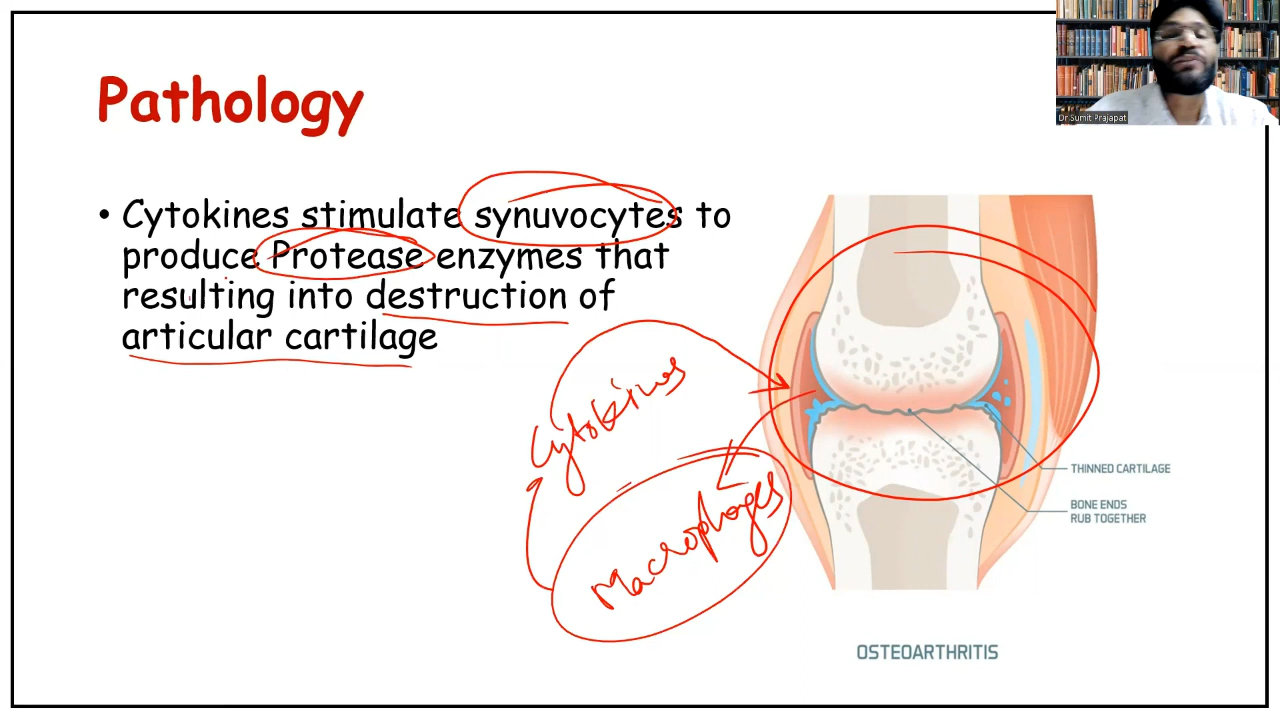 Pathology
• Cytokines stimulate synuvocytes to
produce Protease enzymes that
resulting into destruction of
articular cartilage
Cytokines
Macrophages
THINNED CARTILAGE
BONE ENDS
RUB TOGETHER
OSTEOARTHRITIS
Dr.Sumit Prajapat